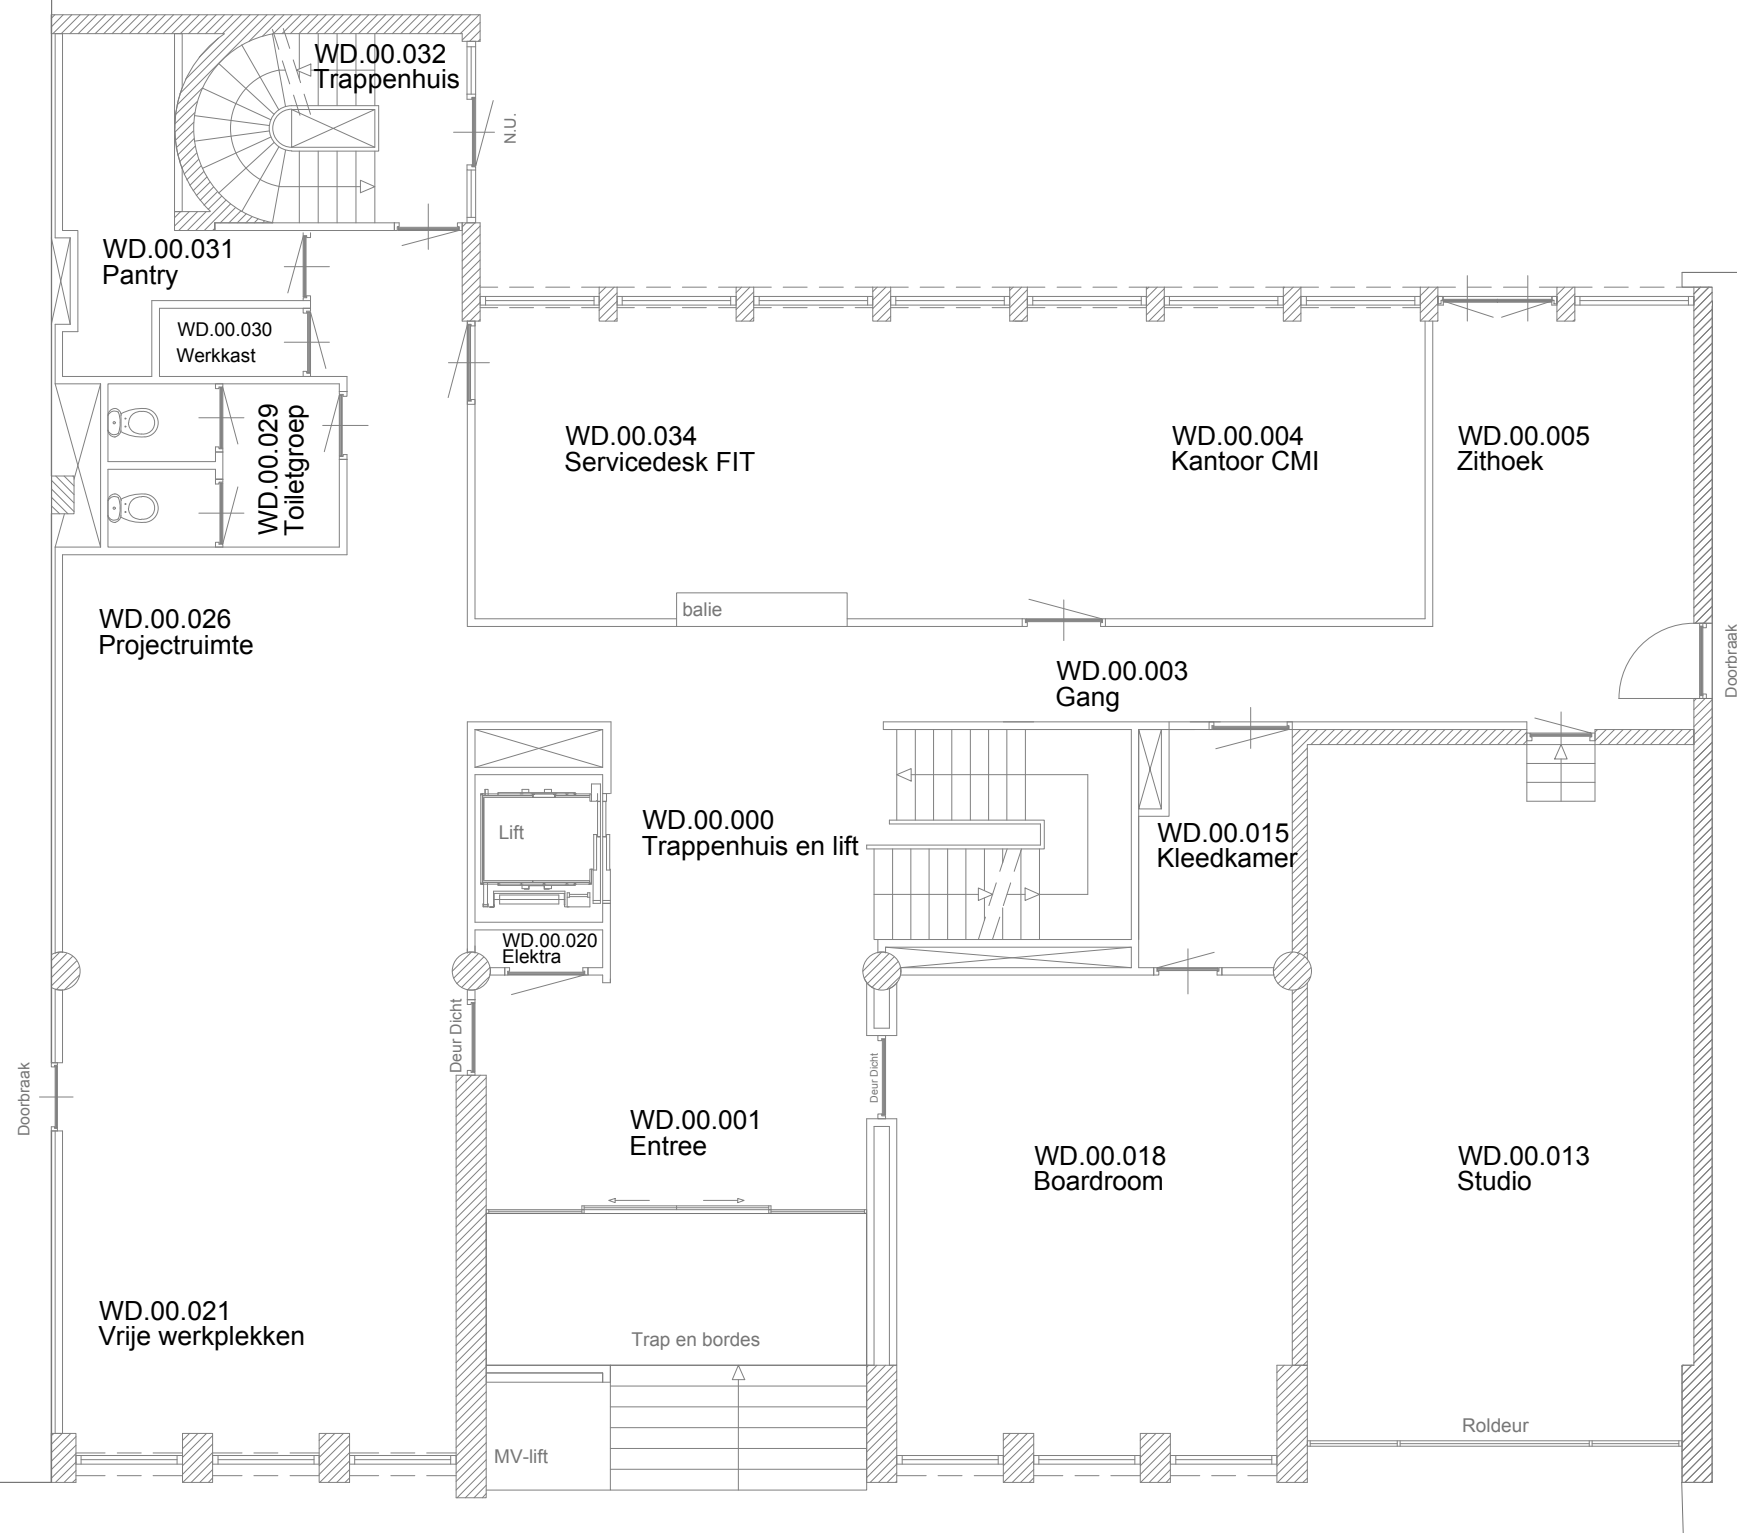 WD.00.032
Trappenhuis
N.U.
WD.00.031
Pantry
WD.00.030
Werkkast
WD.00.029
Toiletgroep
WD.00.034
Servicedesk FIT
WD.00.004
Kantoor CMI
WD.00.005
Zithoek
balie
WD.00.026
Projectruimte
WD.00.003
Gang
Doorbraak
Lift
WD.00.000
Trappenhuis en lift
WD.00.015
Kleedkamer
WD.00.020
Elektra
Deur Dicht
Deur Dicht
Doorbraak
WD.00.001
Entree
WD.00.018
Boardroom
WD.00.013
Studio
WD.00.021
Vrije werkplekken
Trap en bordes
MV-lift
Roldeur